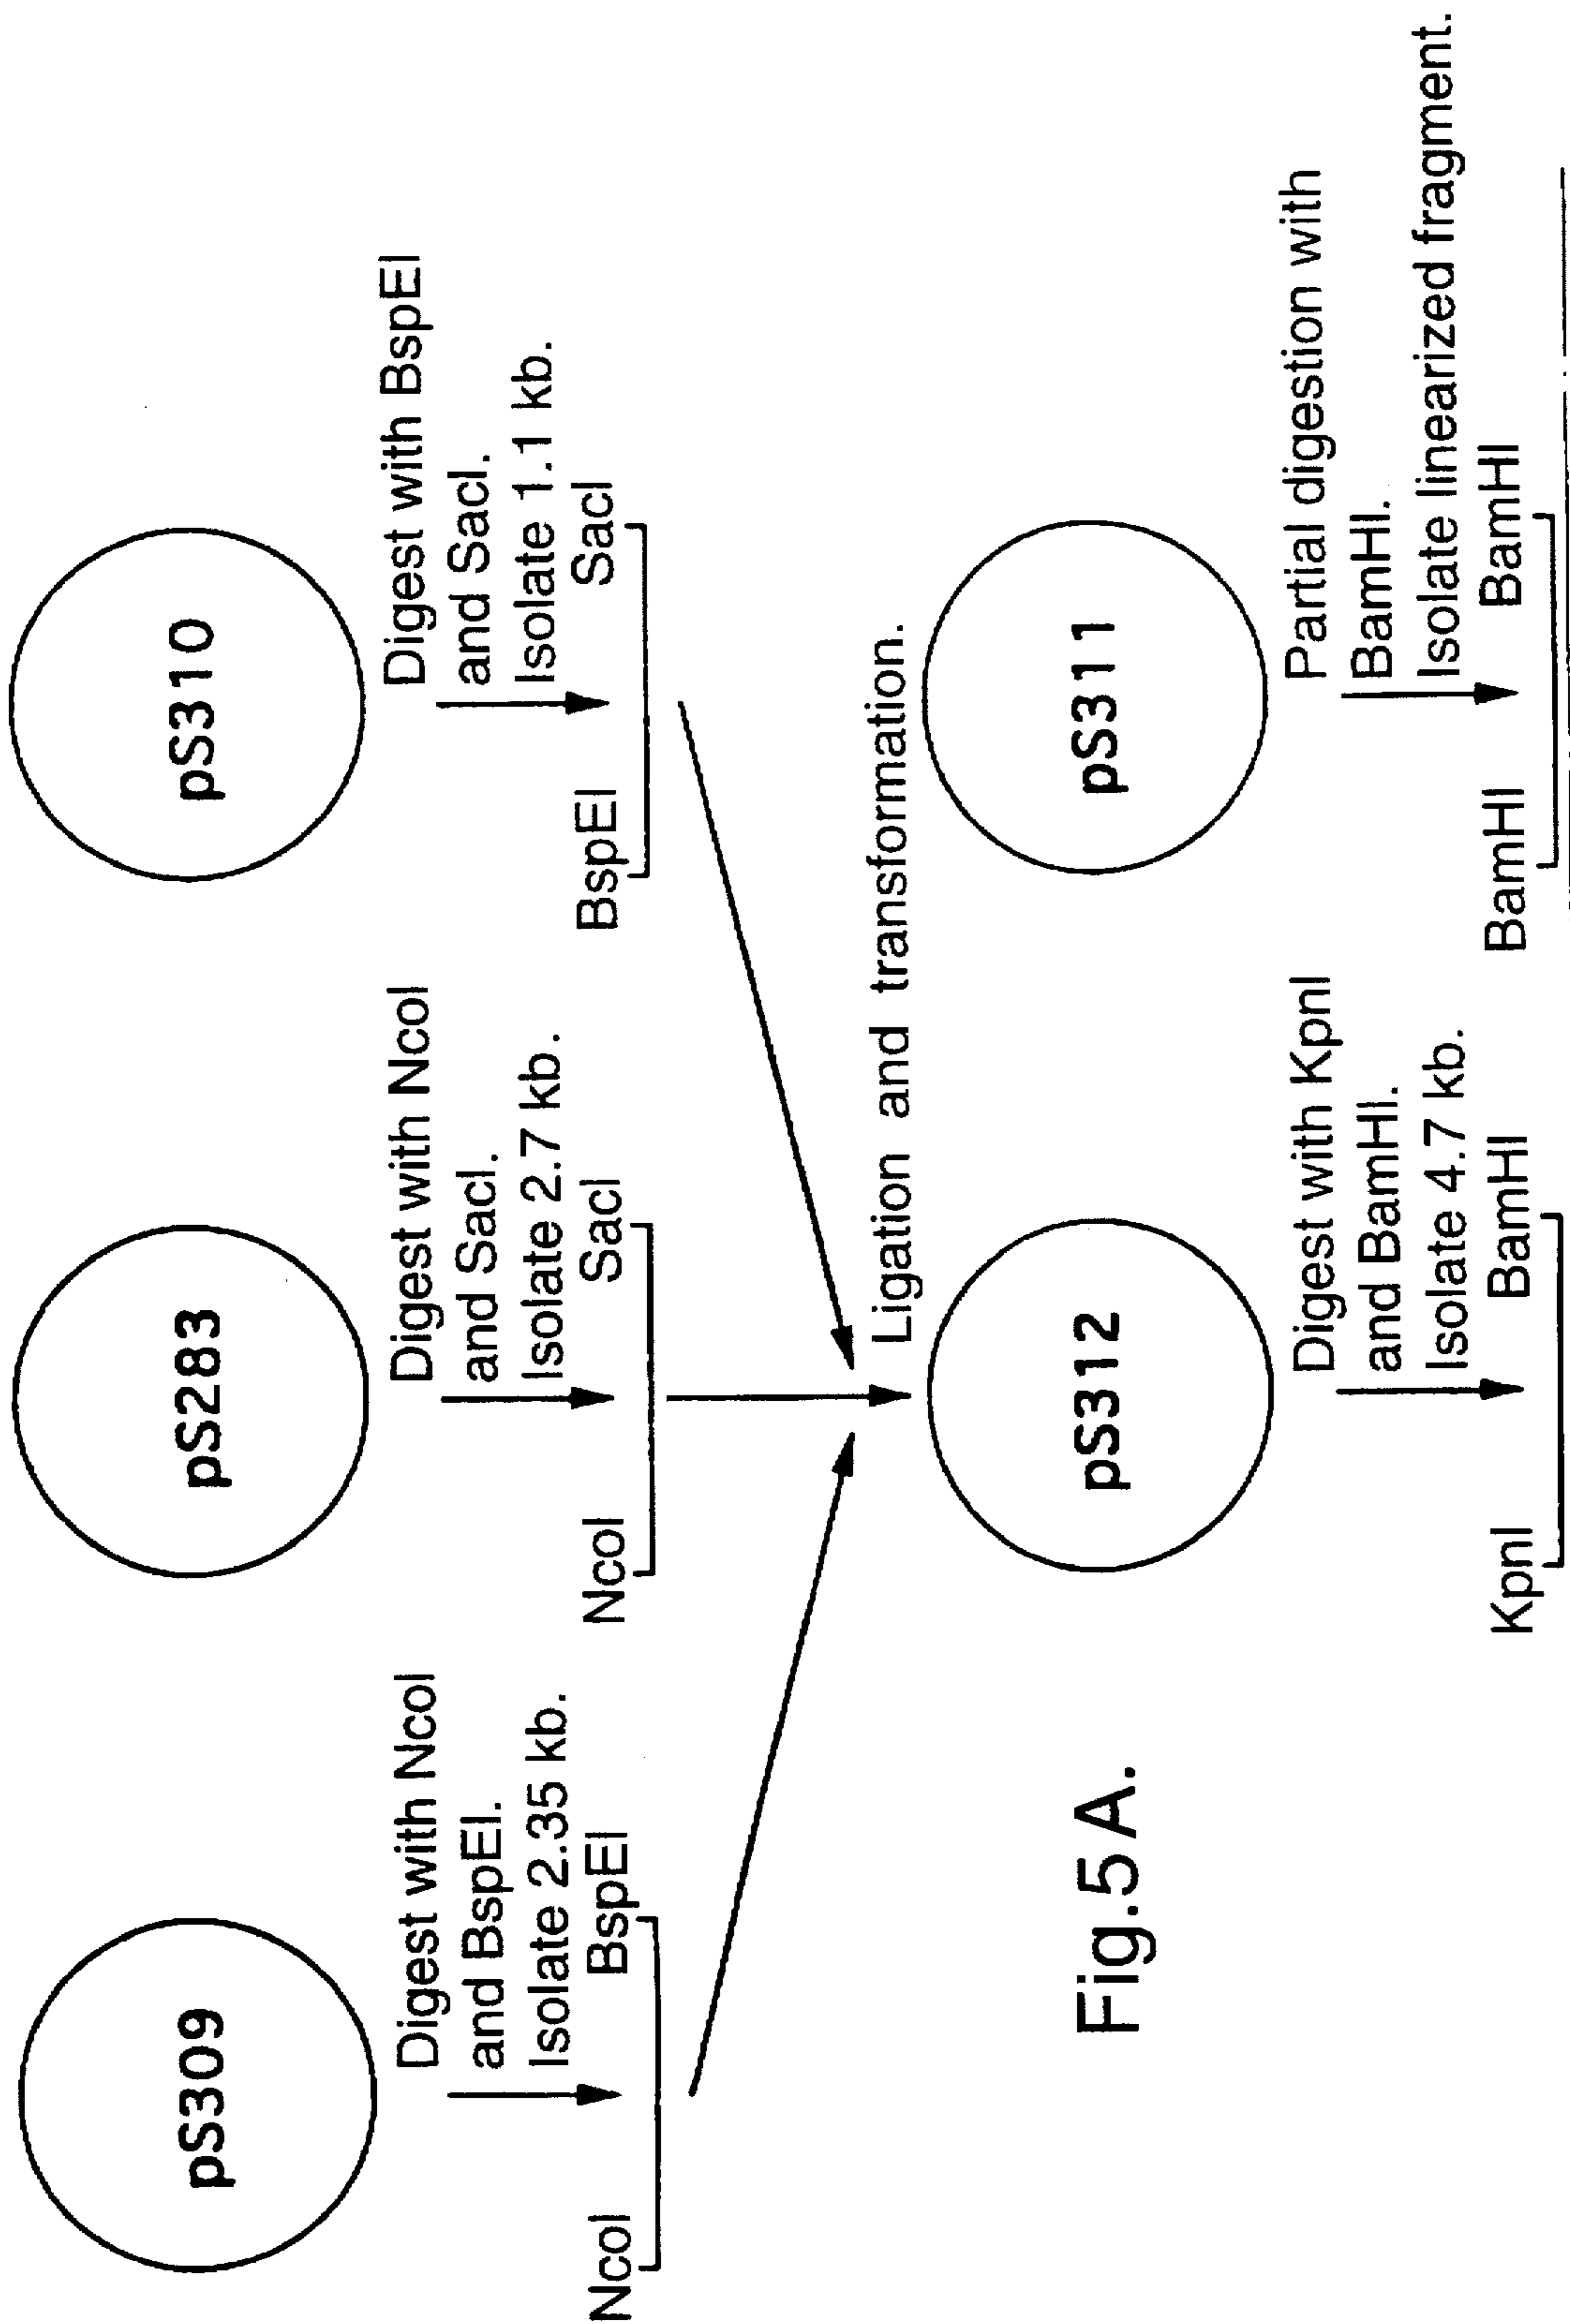 pS309
pS283
pS310
Digest with NcoI
and BspEI.
Isolate 2.35 kb.
NcoI
BspEI
Digest with NcoI
and SacI.
Isolate 2.7 kb.
NcoI
SacI
Digest with BspEI
and SacI.
Isolate 1.1 kb.
BspEI
SacI
Ligation and transformation.
Fig.5A.
pS312
pS311
Digest with KpnI
and BamHI.
Isolate 4.7 kb.
KpnI
BamHI
Partial digestion with
BamHI.
Isolate linearized fragment.
BamHI
BamHI